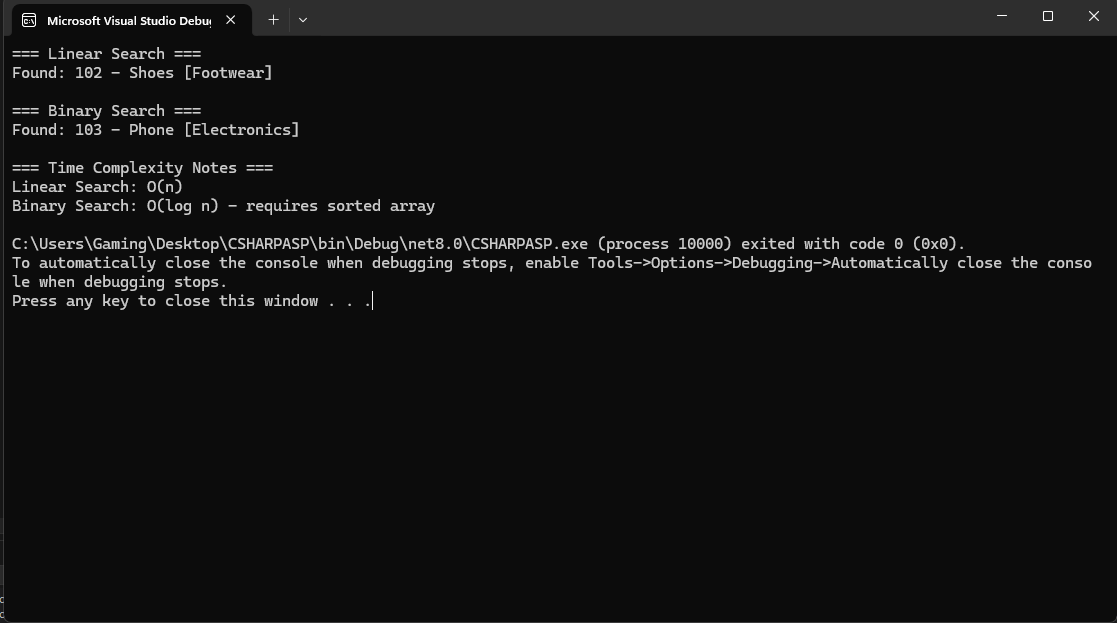 Microsoft Visual Studio Debu
=== Linear Search ===
Found: 102 - Shoes [Footwear]
=== Binary Search ===
Found: 103 - Phone [Electronics]
=== Time Complexity Notes ===
Linear Search: O(n)
Binary Search: O(log n) - requires sorted array
C:\Users\Gaming\Desktop\CSHARPASP\bin\Debug\net8.0\CSHARPASP.exe (process 10000) exited with code 0 (0x0).
To automatically close the console when debugging stops, enable Tools->Options->Debugging->Automatically close the conso
le when debugging stops.
Press any key to close this window . . .